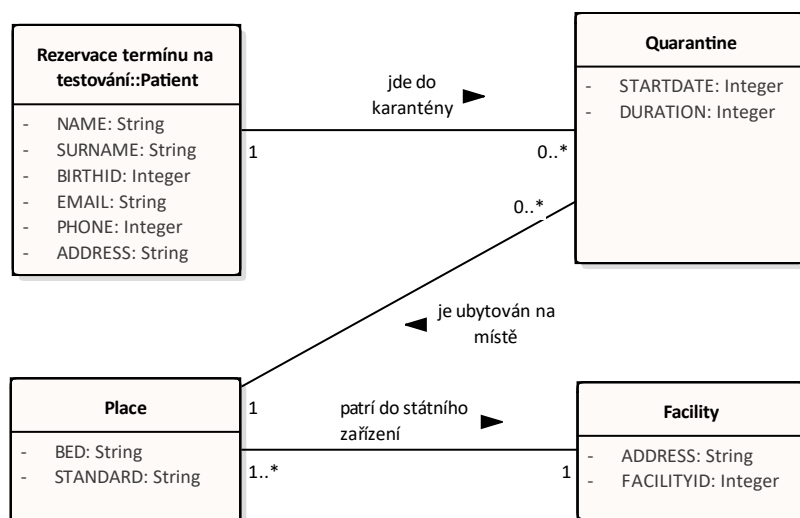 Rezervace termínu na
testování::Patient
- NAME: String
- SURNAME: String
- BIRTHID: Integer
- EMAIL: String
- PHONE: Integer
- ADDRESS: String
jde do
karantény
1
0..*
Quarantine
- STARTDATE: Integer
- DURATION: Integer
0..*
je ubytován na
místě
1
Place
- BED: String
- STANDARD: String
patrí do státního
zařízení
1..*
1
Facility
- ADDRESS: String
- FACILITYID: Integer